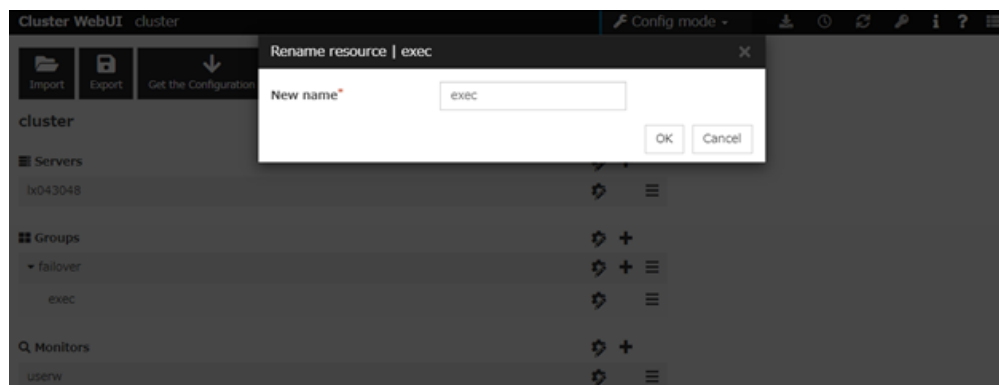 Cluster WebUI cluster Config mode
Rename resource | exec
Import Export Get the Configuration
New name* exec
OK Cancel
cluster
Servers
lx043048
Groups
failover
exec
Monitors
userw